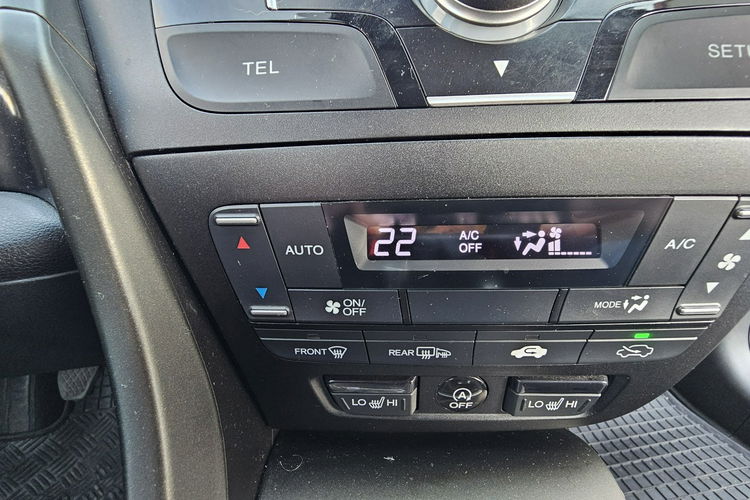 TEL
SETU
AUTO
22
A/C
OFF
A/C
ON/
OFF
MODE
FRONT
REAR
LO HI
A
OFF
LO HI